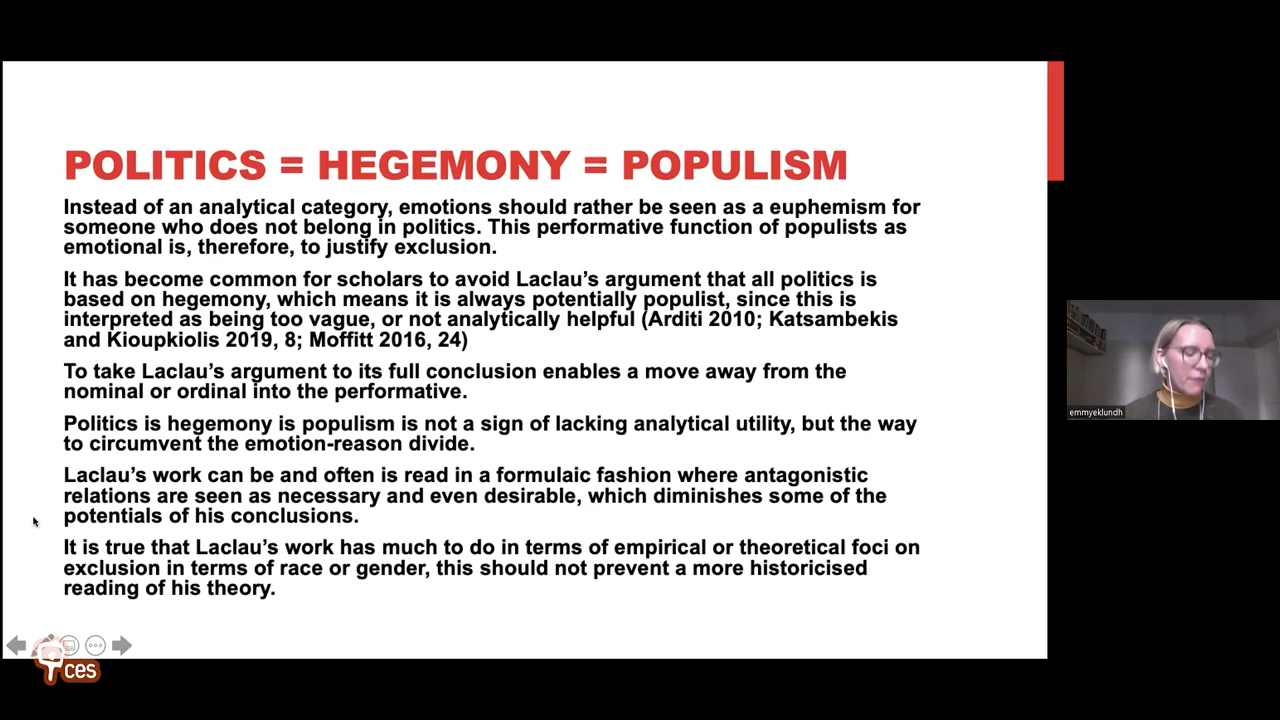 POLITICS = HEGEMONY = POPULISM
Instead of an analytical category, emotions should rather be seen as a euphemism for
someone who does not belong in politics. This performative function of populists as
emotional is, therefore, to justify exclusion.
It has become common for scholars to avoid Laclau’s argument that all politics is
based on hegemony, which means it is always potentially populist, since this is
interpreted as being too vague, or not analytically helpful (Arditi 2010; Katsambekis
and Kioupkiolis 2019, 8; Moffitt 2016, 24)
To take Laclau’s argument to its full conclusion enables a move away from the
nominal or ordinal into the performative.
Politics is hegemony is populism is not a sign of lacking analytical utility, but the way
to circumvent the emotion-reason divide.
Laclau’s work can be and often is read in a formulaic fashion where antagonistic
relations are seen as necessary and even desirable, which diminishes some of the
potentials of his conclusions.
It is true that Laclau’s work has much to do in terms of empirical or theoretical foci on
exclusion in terms of race or gender, this should not prevent a more historicised
reading of his theory.
emmyeklundh
ces